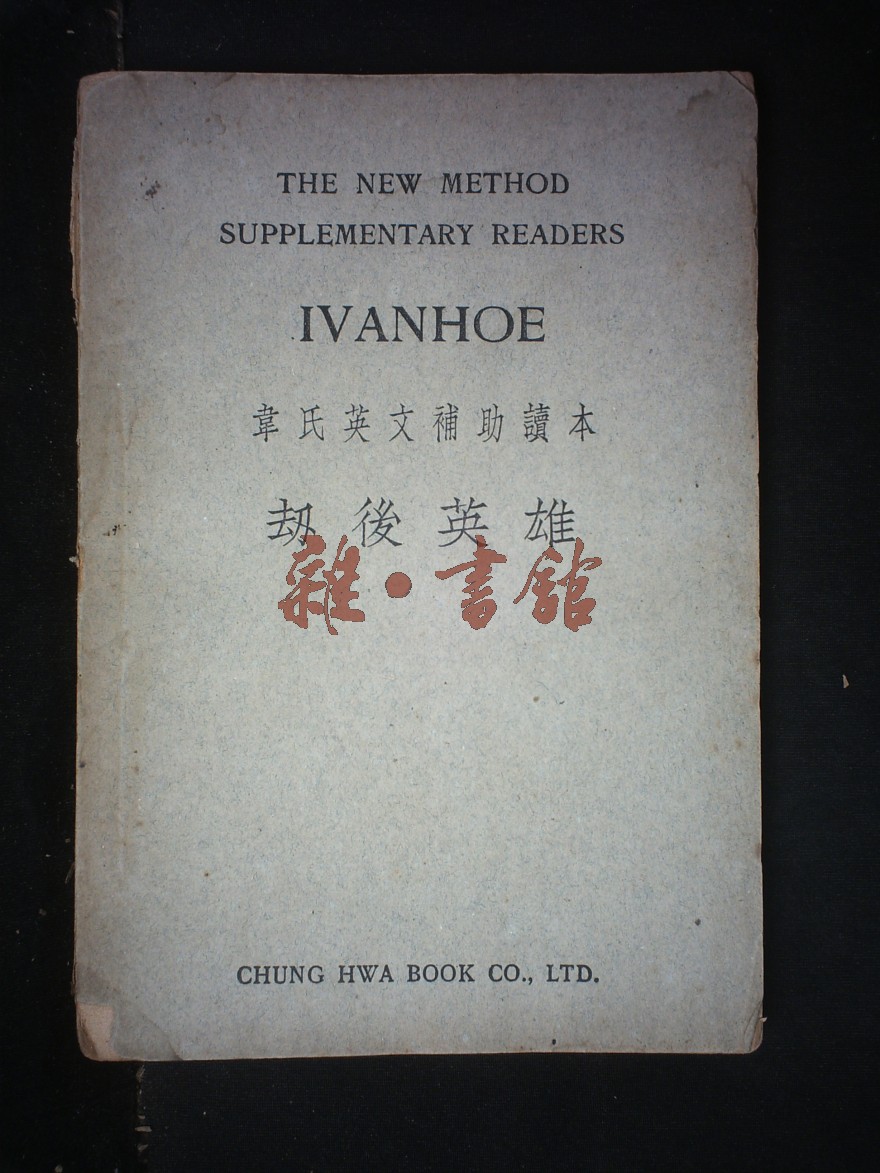 THE NEW METHOD
SUPPLEMENTARY READERS
IVANHOE
韋氏英文補助讀本
劫後英雄
雜·書館
CHUNG HWA BOOK CO., LTD.